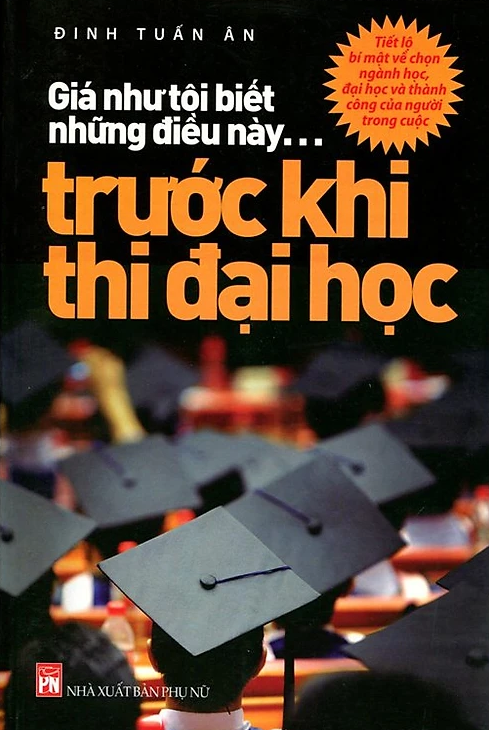 ĐINH TUẤN ÂN
Tiết lộ
bí mật về chọn
ngành học,
đại học và thành
công của người
trong cuộc
Giá như tôi biết
những điều này...
trước khi
thi đại học
PN
NHÀ XUẤT BẢN PHỤ NỮ